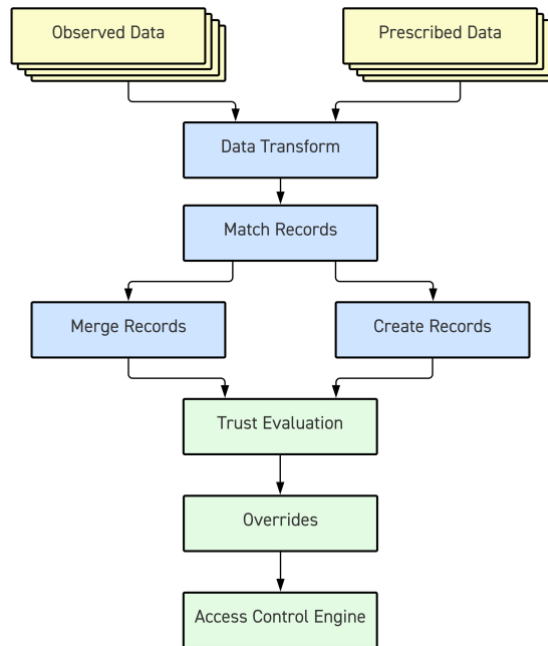 Observed Data
Prescribed Data
Data Transform
Match Records
Merge Records
Create Records
Trust Evaluation
Overrides
Access Control Engine